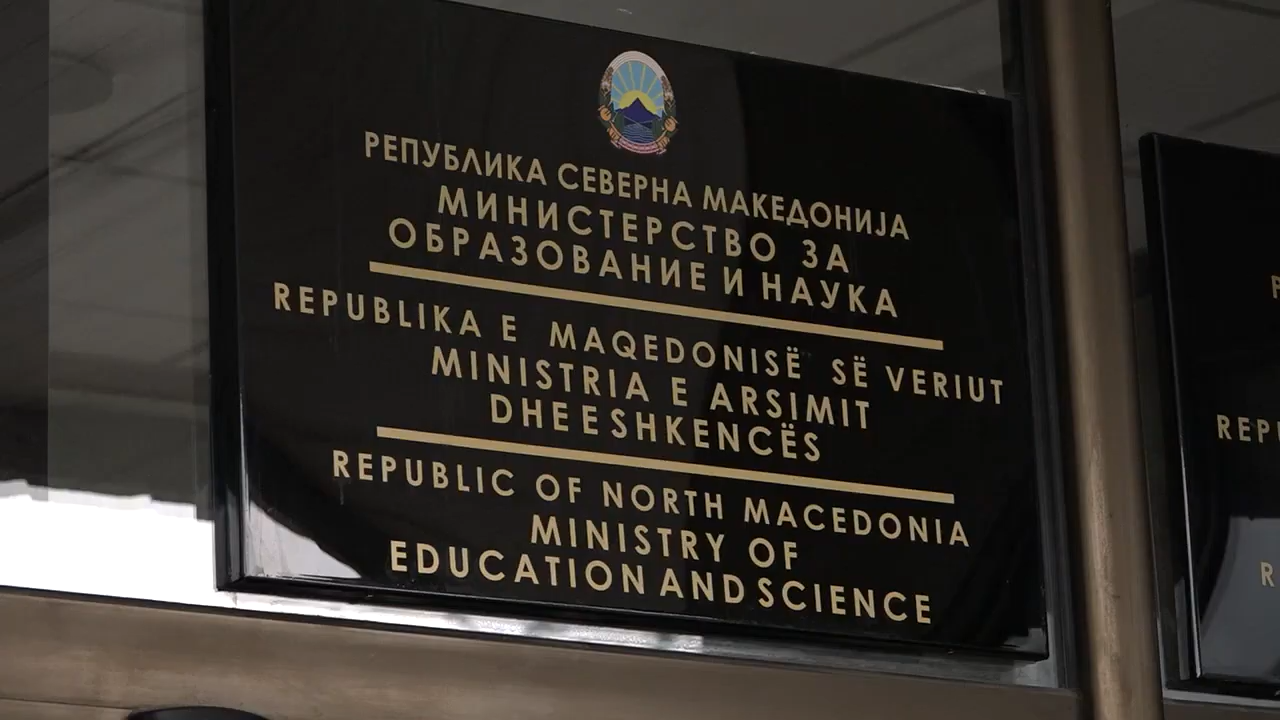 РЕПУБЛИКА СЕВЕРНА МАКЕДОНИЈА
МИНИСТЕРСТВО ЗА
ОБРАЗОВАНИЕ И НАУКА
REPUBLIKA E MAQEDONISË SË VERIUT
MINISTRIA E ARSIMIT
DHE E SHKENCËS
REPUBLIC OF NORTH MACEDONIA
MINISTRY OF
EDUCATION AND SCIENCE